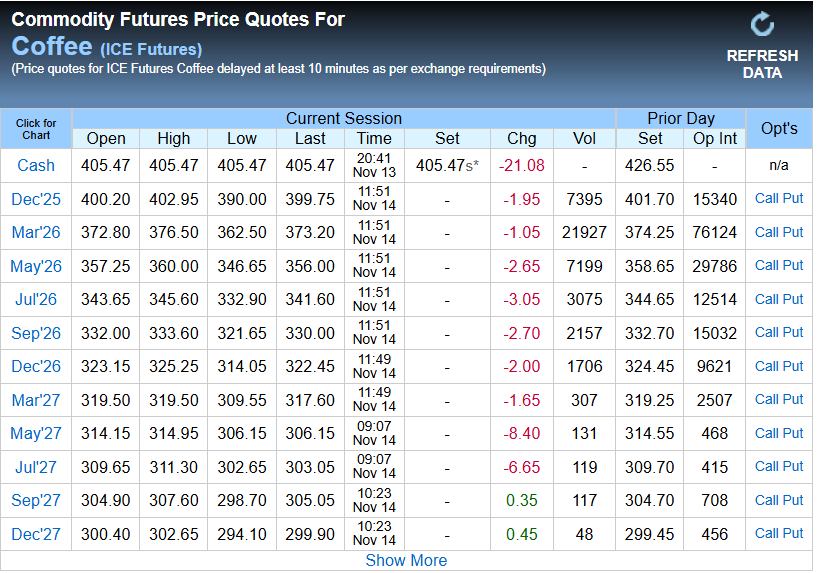 Commodity Futures Price Quotes For
Coffee (ICE Futures)
(Price quotes for ICE Futures Coffee delayed at least 10 minutes as per exchange requirements)
REFRESH
DATA
Click for
Chart
Current Session
Prior Day
Opt's
Open High Low Last Time Set Chg Vol Set Op Int
Cash 405.47 405.47 405.47 405.47 20:41 Nov 13 405.47s* -21.08 - 426.55 - n/a
Dec'25 400.20 402.95 390.00 399.75 11:51 Nov 14 - -1.95 7395 401.70 15340 Call Put
Mar'26 372.80 376.50 362.50 373.20 11:51 Nov 14 - -1.05 21927 374.25 76124 Call Put
May'26 357.25 360.00 346.65 356.00 11:51 Nov 14 - -2.65 7199 358.65 29786 Call Put
Jul'26 343.65 345.60 332.90 341.60 11:51 Nov 14 - -3.05 3075 344.65 12514 Call Put
Sep'26 332.00 333.60 321.65 330.00 11:51 Nov 14 - -2.70 2157 332.70 15032 Call Put
Dec'26 323.15 325.25 314.05 322.45 11:49 Nov 14 - -2.00 1706 324.45 9621 Call Put
Mar'27 319.50 319.50 309.55 317.60 11:49 Nov 14 - -1.65 307 319.25 2507 Call Put
May'27 314.15 314.95 306.15 306.15 09:07 Nov 14 - -8.40 131 314.55 468 Call Put
Jul'27 309.65 311.30 302.65 303.05 09:07 Nov 14 - -6.65 119 309.70 415 Call Put
Sep'27 304.90 307.60 298.70 305.05 10:23 Nov 14 - 0.35 117 304.70 708 Call Put
Dec'27 300.40 302.65 294.10 299.90 10:23 Nov 14 - 0.45 48 299.45 456 Call Put
Show More